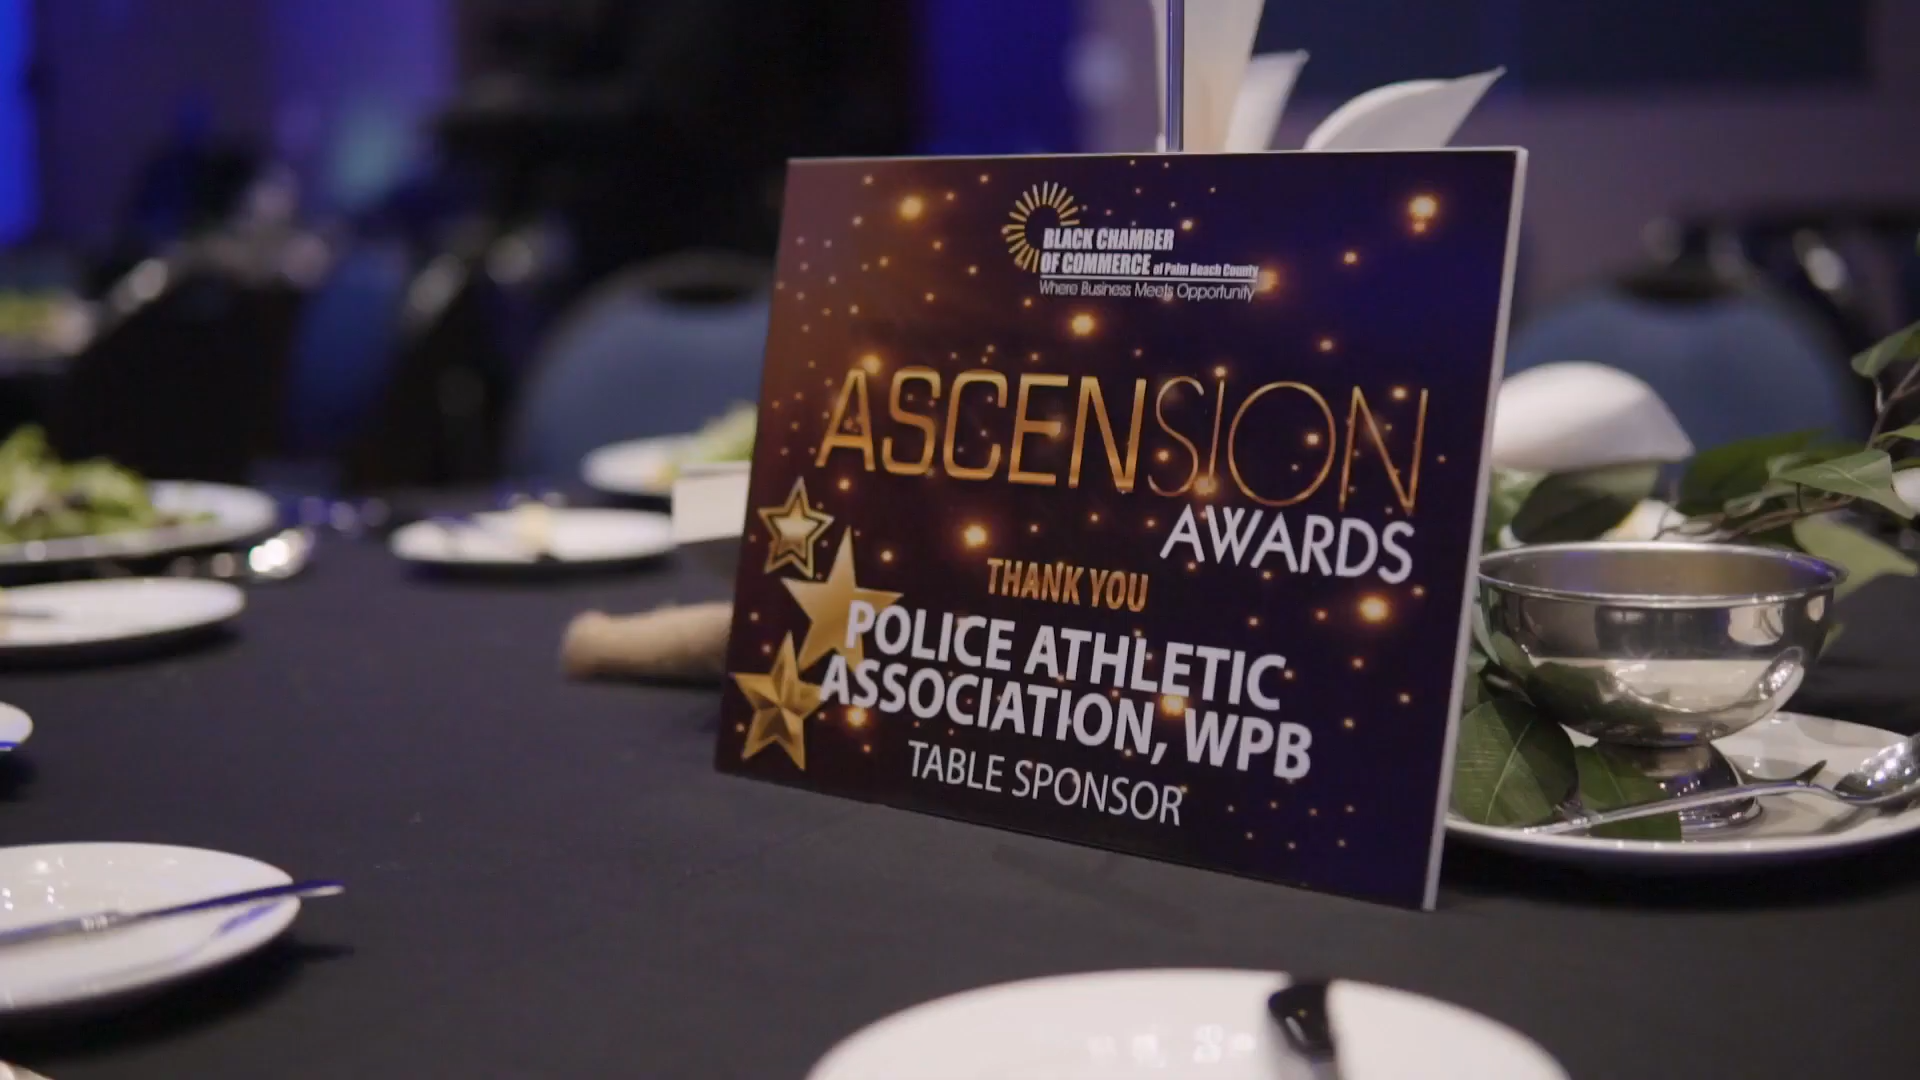 BLACK CHAMBER
OF COMMERCE of Palm Beach County
Where Business Meets Opportunity
ASCENSION
AWARDS
THANK YOU
POLICE ATHLETIC
ASSOCIATION, WPB
TABLE SPONSOR